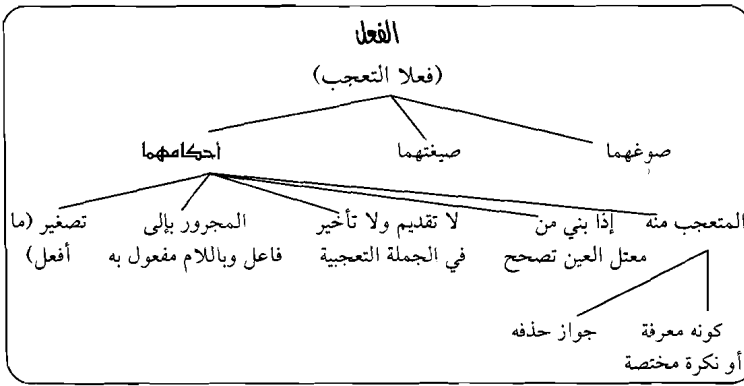 الفعل
(فعلا التعجب)
صوغهما صيغتهما أحكامهما
المتعجب منه إذا بني من لا تقديم ولا تأخير المجرور بإلى تصغير (ما
معتل العين تصحح في الجملة التعجبية فاعل وباللام مفعول به أفعل)
كونه معرفة جواز حذفه
أو نكرة مختصة